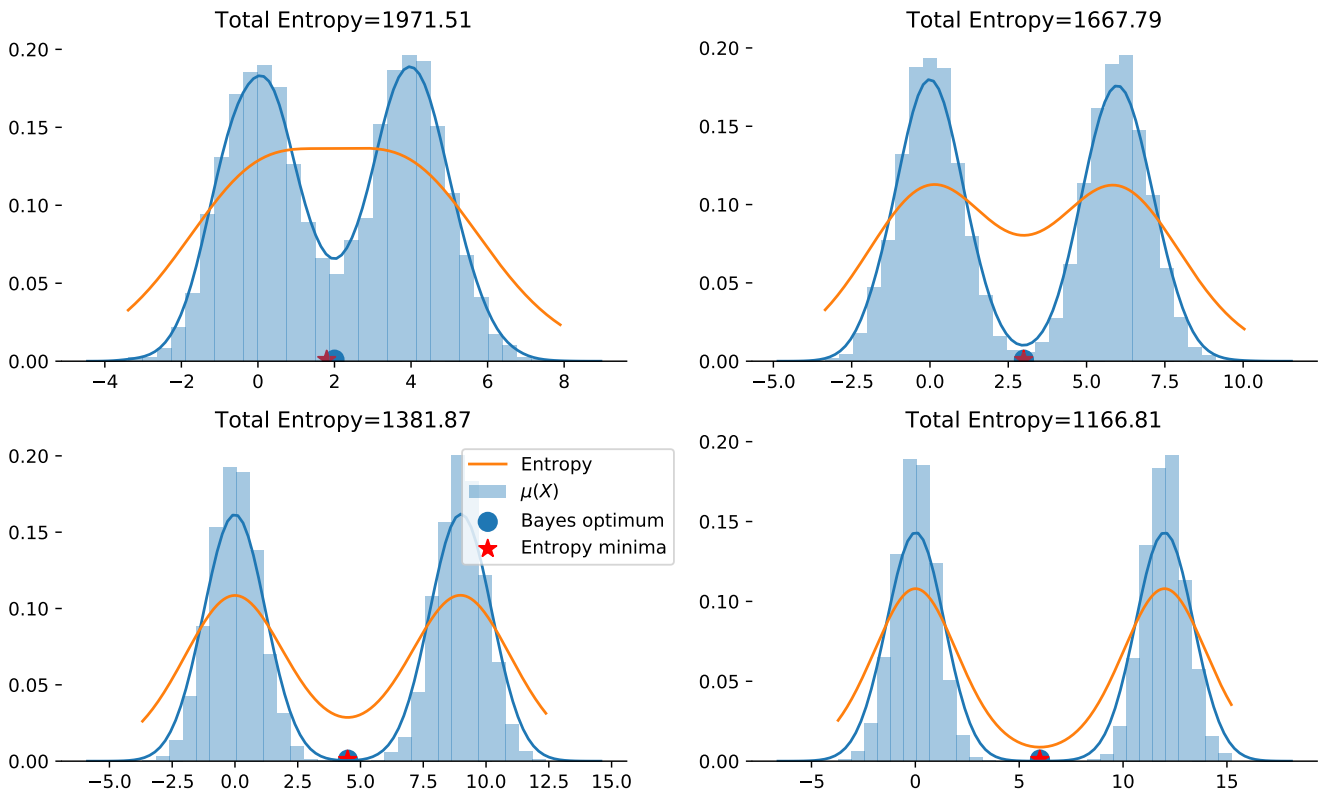 Total Entropy=1971.51
0.20
0.15
0.10
0.05
0.00
−4 −2 0 2 4 6 8
Total Entropy=1667.79
0.20
0.15
0.10
0.05
0.00
−5.0 −2.5 0.0 2.5 5.0 7.5 10.0
Total Entropy=1381.87
0.20
0.15
0.10
0.05
0.00
−5.0 −2.5 0.0 2.5 5.0 7.5 10.0 12.5 15.0
Entropy
μ(X)
Bayes optimum
Entropy minima
Total Entropy=1166.81
0.20
0.15
0.10
0.05
0.00
−5 0 5 10 15